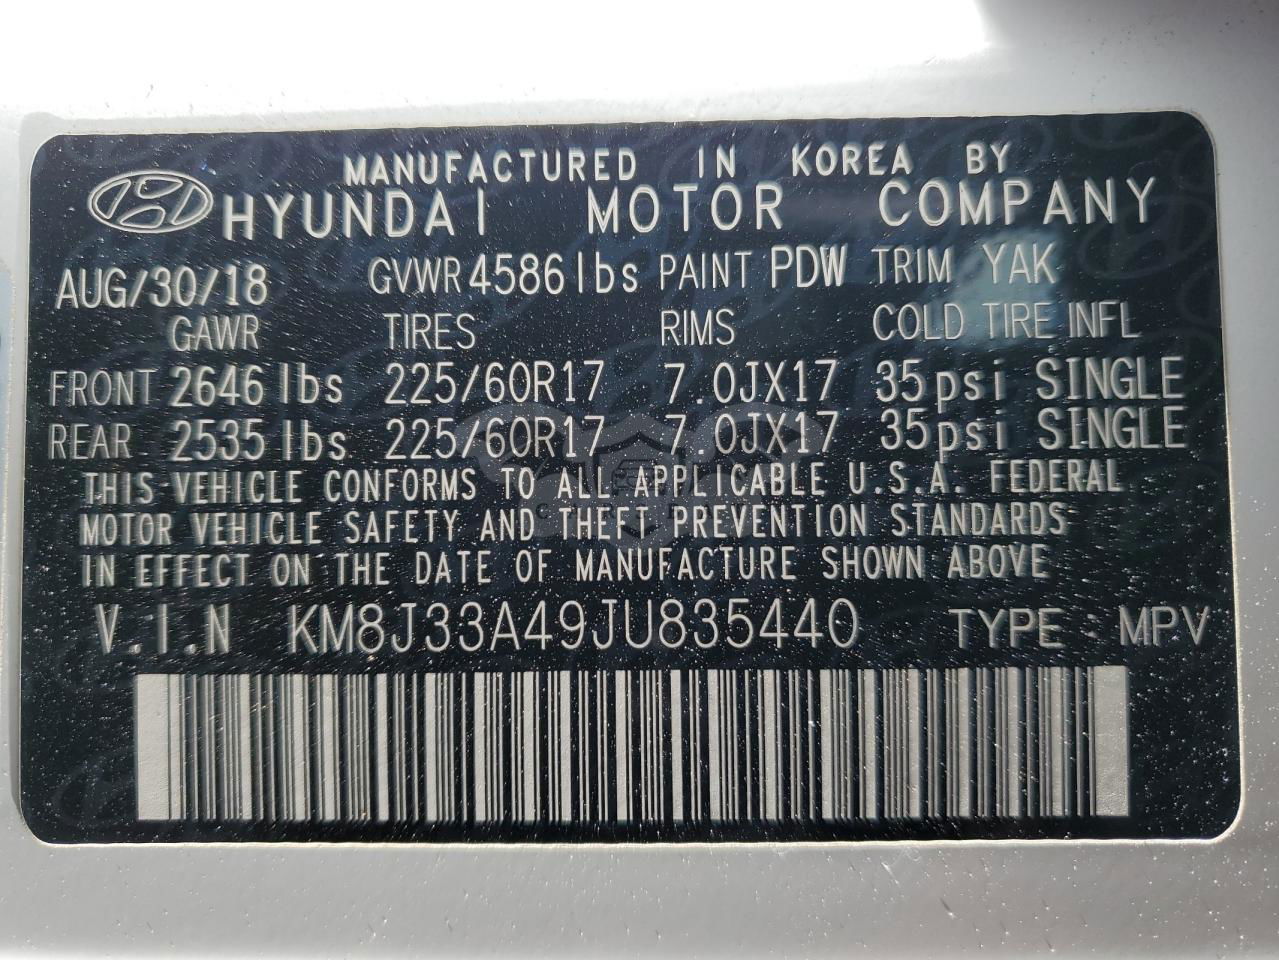 MANUFACTURED IN KOREA BY
HYUNDAI MOTOR COMPANY
AUG/30/18 GVWR 4586 lbs PAINT PDW TRIM YAK
GAWR TIRES RIMS COLD TIRE INFL
FRONT 2646 lbs 225/60R17 7.0JX17 35psi SINGLE
REAR 2535 lbs 225/60R17 7.0JX17 35psi SINGLE
THIS VEHICLE CONFORMS TO ALL APPLICABLE U.S.A. FEDERAL
MOTOR VEHICLE SAFETY AND THEFT PREVENTION STANDARDS
IN EFFECT ON THE DATE OF MANUFACTURE SHOWN ABOVE
V.I.N KM8J33A49JU835440 TYPE : MPV